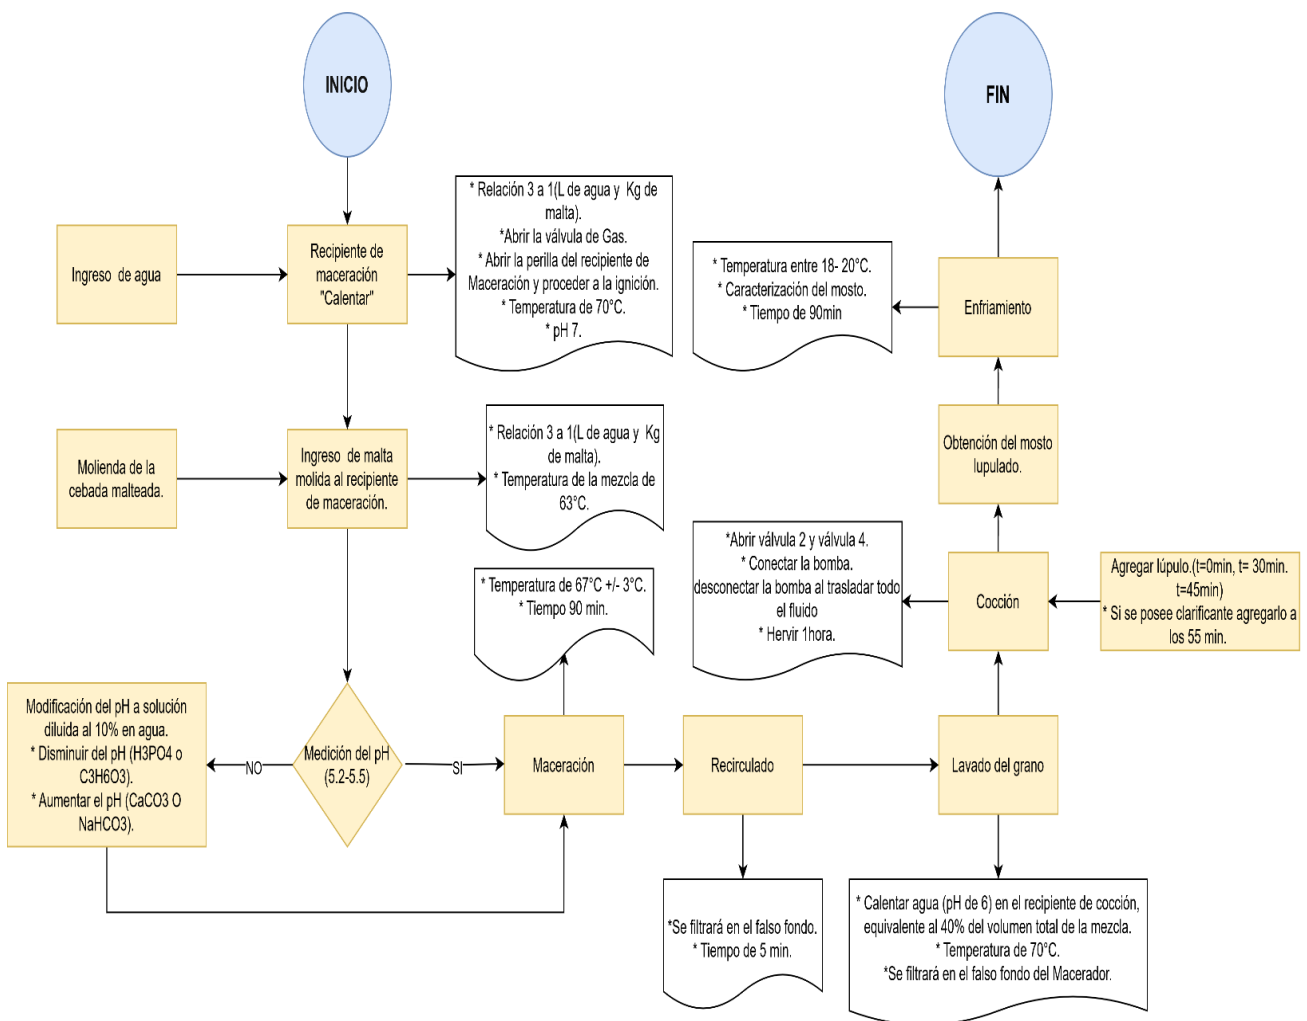 INICIO
FIN
* Relación 3 a 1(L de agua y  Kg de
malta).
*Abrir la válvula de Gas.
* Abrir la perilla del recipiente de
Maceración y proceder a la ignición.
* Temperatura de 70°C.
* pH 7.
Ingreso  de agua
Recipiente de
maceración
"Calentar"
* Temperatura entre 18- 20°C.
* Caracterización del mosto.
* Tiempo de 90min
Enfriamiento
Molienda de la
cebada malteada.
Ingreso  de malta
molida al recipiente
de maceración.
* Relación 3 a 1(L de agua y  Kg
de malta).
* Temperatura de la mezcla de
63°C.
Obtención del mosto
lupulado.
*Abrir válvula 2 y válvula 4.
* Conectar la bomba.
desconectar la bomba al trasladar todo
el fluido
* Hervir 1hora.
Cocción
Agregar lúpulo.(t=0min, t= 30min.
t=45min)
* Si se posee clarificante agregarlo a
los 55 min.
* Temperatura de 67°C +/- 3°C.
* Tiempo 90 min.
Modificación del pH a solución
diluida al 10% en agua.
* Disminuir del pH (H3PO4 o
C3H6O3).
* Aumentar el pH (CaCO3 O
NaHCO3).
NO
Medición del pH
(5.2-5.5)
SI
Maceración
Recirculado
Lavado del grano
*Se filtrará en el falso fondo.
* Tiempo de 5 min.
* Calentar agua (pH de 6) en el recipiente de cocción,
equivalente al 40% del volumen total de la mezcla.
* Temperatura de 70°C.
*Se filtrará en el falso fondo del Macerador.